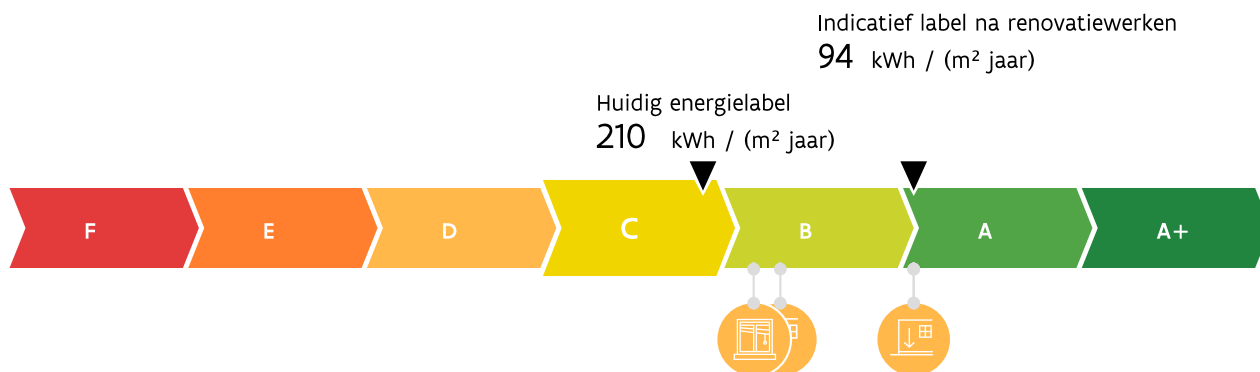 Indicatief label na renovatiewerken
94 kWh / (m² jaar)
Huidig energielabel
210 kWh / (m² jaar)
F E D C B A A+